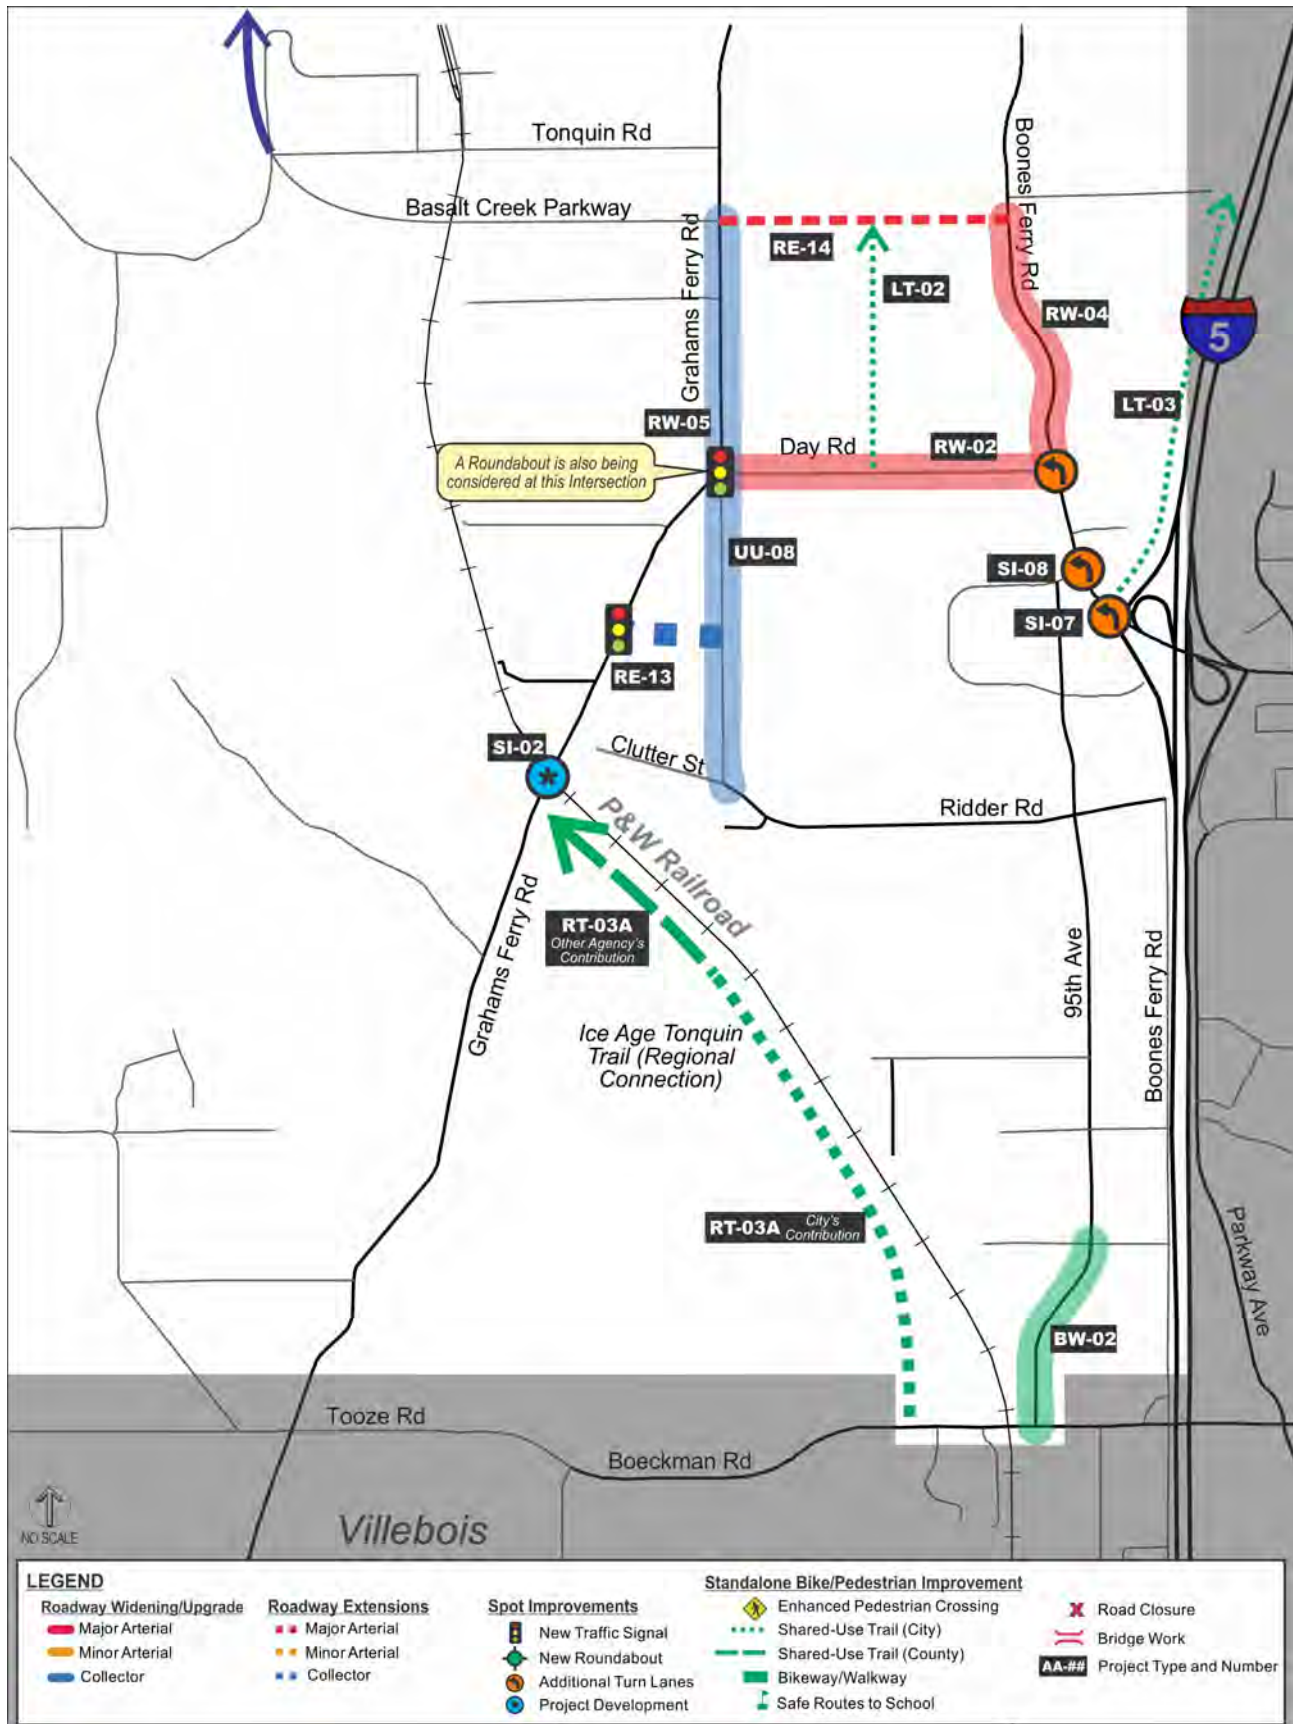 Tonquin Rd
Basalt Creek Parkway
Boones Ferry Rd
Grahams Ferry Rd
RE-14
LT-02
RW-04
5
LT-03
RW-05
Day Rd
RW-02
A Roundabout is also being
considered at this Intersection
UU-08
SI-08
SI-07
RE-13
SI-02
Clutter St
P&W Railroad
Ridder Rd
RT-03A
Other Agency's
Contribution
Grahams Ferry Rd
95th Ave
Boones Ferry Rd
Ice Age Tonquin
Trail (Regional
Connection)
RT-03A City's
Contribution
Parkway Ave
BW-02
Tooze Rd
Boeckman Rd
NO SCALE
Villebois
LEGEND
Roadway Widening/Upgrade
Major Arterial
Minor Arterial
Collector
Roadway Extensions
Major Arterial
Minor Arterial
Collector
Spot Improvements
New Traffic Signal
New Roundabout
Additional Turn Lanes
Project Development
Standalone Bike/Pedestrian Improvement
Enhanced Pedestrian Crossing
Shared-Use Trail (City)
Shared-Use Trail (County)
Bikeway/Walkway
Safe Routes to School
Road Closure
Bridge Work
AA-## Project Type and Number